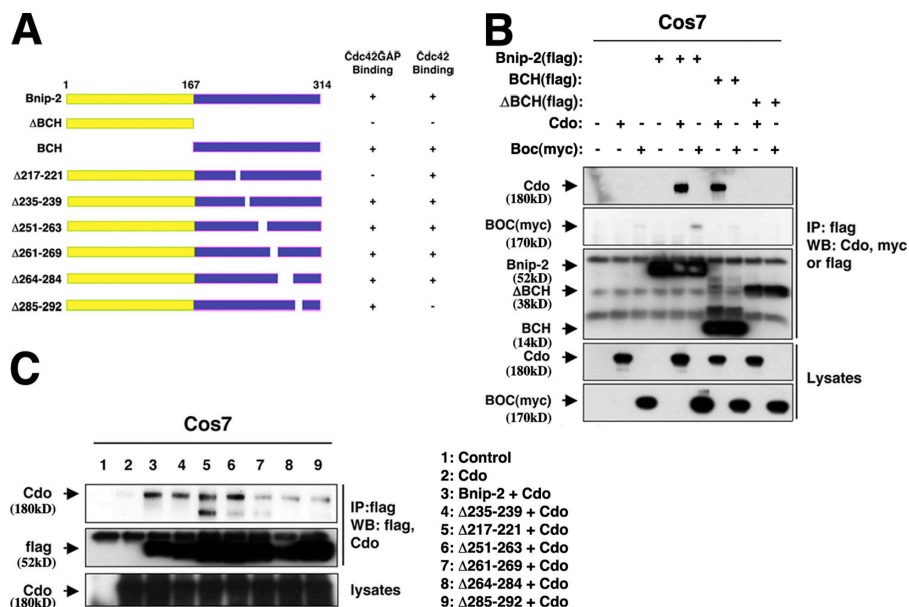 A
Cdc42GAP Binding
Cdc42 Binding
1 167 314
Bnip-2 + +
ΔBCH - -
BCH + +
Δ217-221 - +
Δ235-239 + +
Δ251-263 + +
Δ261-269 + +
Δ264-284 + +
Δ285-292 + -
B
Cos7
Bnip-2(flag): + + +
BCH(flag): + +
ΔBCH(flag): + +
Cdo: - + - - + - + - + -
Boc(myc): - - + - - + - + - +
Cdo
(180kD)
BOC(myc)
(170kD)
IP: flag
WB: Cdo, myc
or flag
Bnip-2
(52kD)
ΔBCH
(38kD)
BCH
(14kD)
Cdo
(180kD)
Lysates
BOC(myc)
(170kD)
C
Cos7
1 2 3 4 5 6 7 8 9
Cdo
(180kD)
IP:flag
WB: flag,
Cdo
flag
(52kD)
Cdo
(180kD)
lysates
1: Control
2: Cdo
3: Bnip-2 + Cdo
4: Δ235-239 + Cdo
5: Δ217-221 + Cdo
6: Δ251-263 + Cdo
7: Δ261-269 + Cdo
8: Δ264-284 + Cdo
9: Δ285-292 + Cdo